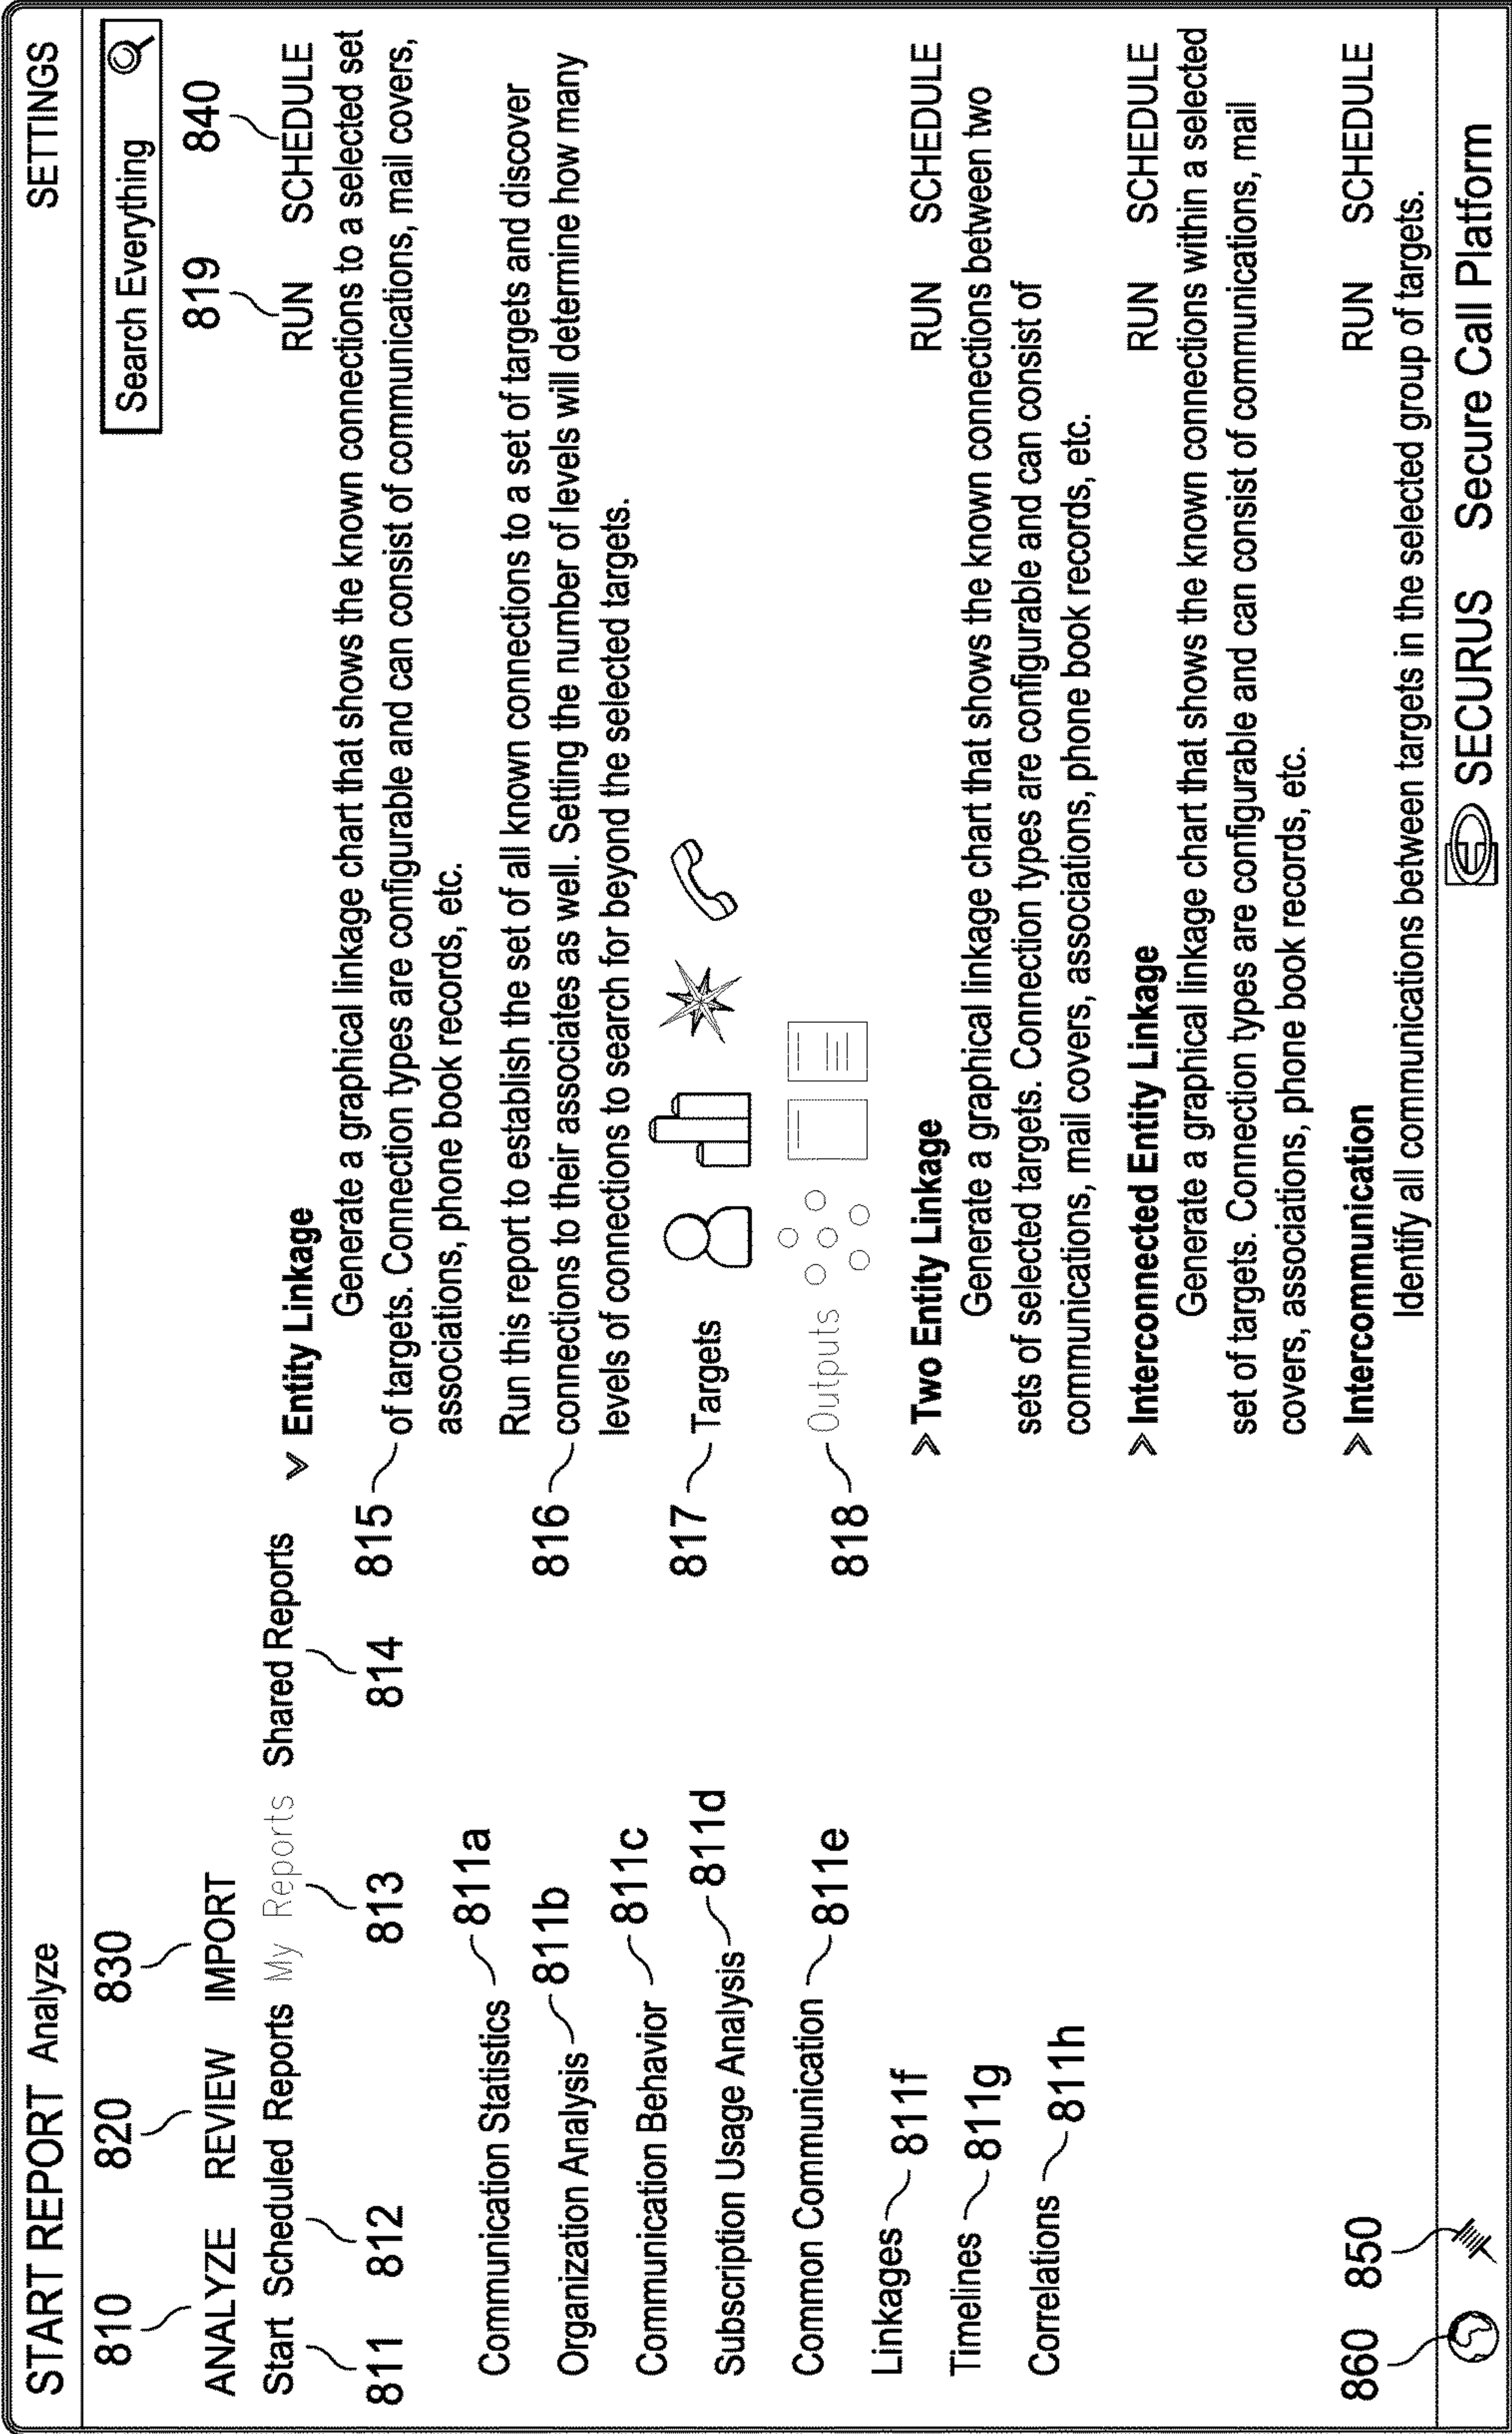 START REPORT Analyze
SETTINGS
810
820
830
Search Everything
ANALYZE REVIEW IMPORT
819
840
Start Scheduled Reports My Reports Shared Reports
811
812
813
814
Communication Statistics 811a
Organization Analysis 811b
Communication Behavior 811c
Subscription Usage Analysis 811d
Common Communication 811e
Linkages 811f
Timelines 811g
Correlations 811h
Entity Linkage
RUN SCHEDULE
Generate a graphical linkage chart that shows the known connections to a selected set
815 of targets. Connection types are configurable and can consist of communications, mail covers,
associations, phone book records, etc.
Run this report to establish the set of all known connections to a set of targets and discover
816 connections to their associates as well. Setting the number of levels will determine how many
levels of connections to search for beyond the selected targets.
817 Targets
818 Outputs
> Two Entity Linkage
RUN SCHEDULE
Generate a graphical linkage chart that shows the known connections between two
sets of selected targets. Connection types are configurable and can consist of
communications, mail covers, associations, phone book records, etc.
> Interconnected Entity Linkage
RUN SCHEDULE
Generate a graphical linkage chart that shows the known connections within a selected
set of targets. Connection types are configurable and can consist of communications, mail
covers, associations, phone book records, etc.
> Intercommunication
RUN SCHEDULE
Identify all communications between targets in the selected group of targets.
860
850
SECURUS Secure Call Platform